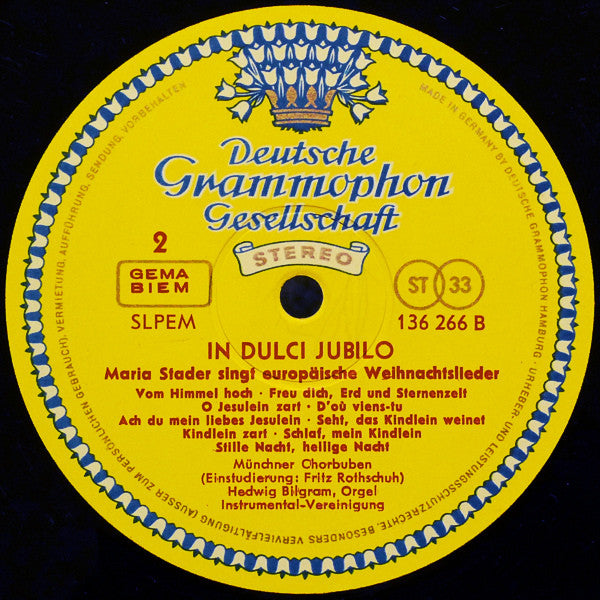 Deutsche
Grammophon
Gesellschaft
STEREO
2
GEMA
BIEM
SLPEM
ST 33
136 266 B
IN DULCI JUBILO
Maria Stader singt europäische Weihnachtslieder
Vom Himmel hoch · Freu dich, Erd und Sternenzelt
O Jesulein zart · D'où viens-tu
Ach du mein liebes Jesulein · Seht, das Kindlein weinet
Kindlein zart · Schlaf, mein Kindlein
Stille Nacht, heilige Nacht
Münchner Chorbuben
(Einstudierung: Fritz Rothschuh)
Hedwig Bilgram, Orgel
Instrumental-Vereinigung
MADE IN GERMANY BY DEUTSCHE GRAMMOPHON HAMBURG · URHEBER- UND LEISTUNGSSCHUTZRECHTE, BESONDERS VERVIELFÄLTIGUNG (AUSSER ZUM PERSÖNLICHEN GEBRAUCH), VERMIETUNG, AUFFÜHRUNG, SENDUNG, VORBEHALTEN